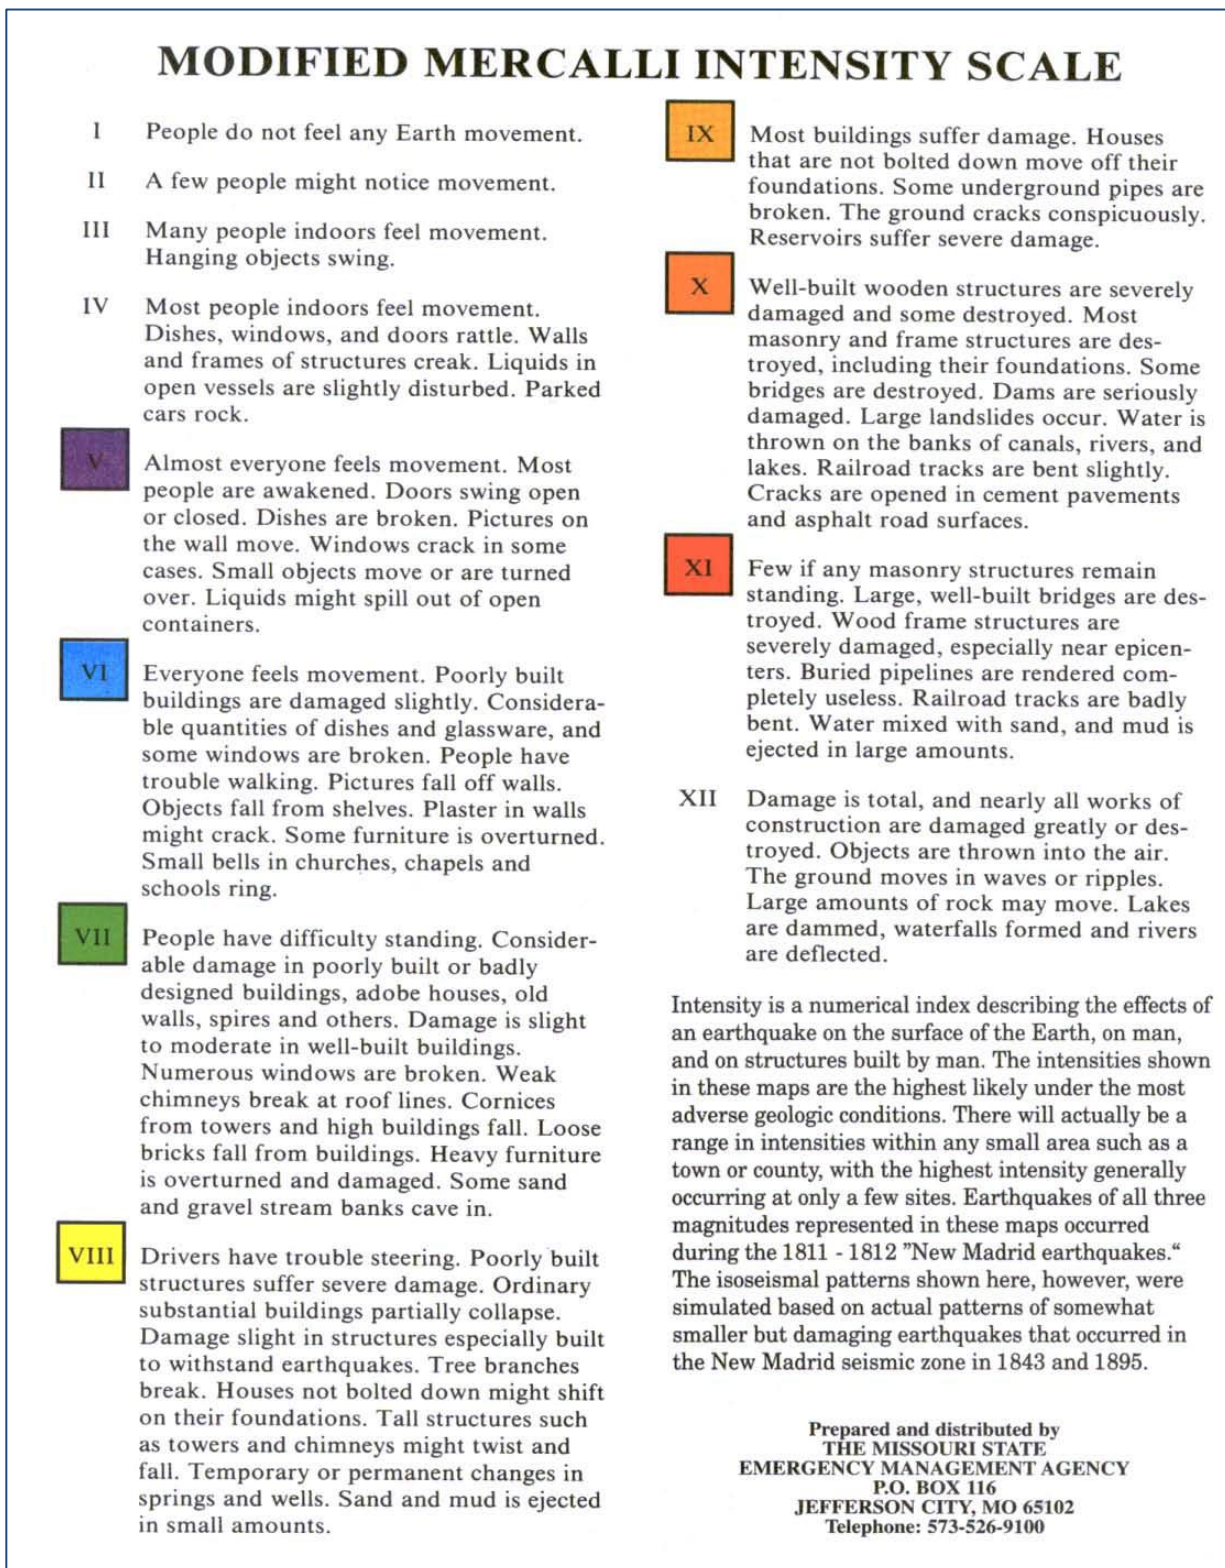 MODIFIED MERCALLI INTENSITY SCALE
I People do not feel any Earth movement.
II A few people might notice movement.
III Many people indoors feel movement.
Hanging objects swing.
IV Most people indoors feel movement.
Dishes, windows, and doors rattle. Walls
and frames of structures creak. Liquids in
open vessels are slightly disturbed. Parked
cars rock.
V Almost everyone feels movement. Most
people are awakened. Doors swing open
or closed. Dishes are broken. Pictures on
the wall move. Windows crack in some
cases. Small objects move or are turned
over. Liquids might spill out of open
containers.
VI Everyone feels movement. Poorly built
buildings are damaged slightly. Considera-
ble quantities of dishes and glassware, and
some windows are broken. People have
trouble walking. Pictures fall off walls.
Objects fall from shelves. Plaster in walls
might crack. Some furniture is overturned.
Small bells in churches, chapels and
schools ring.
VII People have difficulty standing. Consider-
able damage in poorly built or badly
designed buildings, adobe houses, old
walls, spires and others. Damage is slight
to moderate in well-built buildings.
Numerous windows are broken. Weak
chimneys break at roof lines. Cornices
from towers and high buildings fall. Loose
bricks fall from buildings. Heavy furniture
is overturned and damaged. Some sand
and gravel stream banks cave in.
VIII Drivers have trouble steering. Poorly built
structures suffer severe damage. Ordinary
substantial buildings partially collapse.
Damage slight in structures especially built
to withstand earthquakes. Tree branches
break. Houses not bolted down might shift
on their foundations. Tall structures such
as towers and chimneys might twist and
fall. Temporary or permanent changes in
springs and wells. Sand and mud is ejected
in small amounts.
IX Most buildings suffer damage. Houses
that are not bolted down move off their
foundations. Some underground pipes are
broken. The ground cracks conspicuously.
Reservoirs suffer severe damage.
X Well-built wooden structures are severely
damaged and some destroyed. Most
masonry and frame structures are des-
troyed, including their foundations. Some
bridges are destroyed. Dams are seriously
damaged. Large landslides occur. Water is
thrown on the banks of canals, rivers, and
lakes. Railroad tracks are bent slightly.
Cracks are opened in cement pavements
and asphalt road surfaces.
XI Few if any masonry structures remain
standing. Large, well-built bridges are des-
troyed. Wood frame structures are
severely damaged, especially near epicen-
ters. Buried pipelines are rendered com-
pletely useless. Railroad tracks are badly
bent. Water mixed with sand, and mud is
ejected in large amounts.
XII Damage is total, and nearly all works of
construction are damaged greatly or des-
troyed. Objects are thrown into the air.
The ground moves in waves or ripples.
Large amounts of rock may move. Lakes
are dammed, waterfalls formed and rivers
are deflected.
Intensity is a numerical index describing the effects of
an earthquake on the surface of the Earth, on man,
and on structures built by man. The intensities shown
in these maps are the highest likely under the most
adverse geologic conditions. There will actually be a
range in intensities within any small area such as a
town or county, with the highest intensity generally
occurring at only a few sites. Earthquakes of all three
magnitudes represented in these maps occurred
during the 1811 - 1812 ”New Madrid earthquakes.“
The isoseismal patterns shown here, however, were
simulated based on actual patterns of somewhat
smaller but damaging earthquakes that occurred in
the New Madrid seismic zone in 1843 and 1895.
Prepared and distributed by
THE MISSOURI STATE
EMERGENCY MANAGEMENT AGENCY
P.O. BOX 116
JEFFERSON CITY, MO 65102
Telephone: 573-526-9100